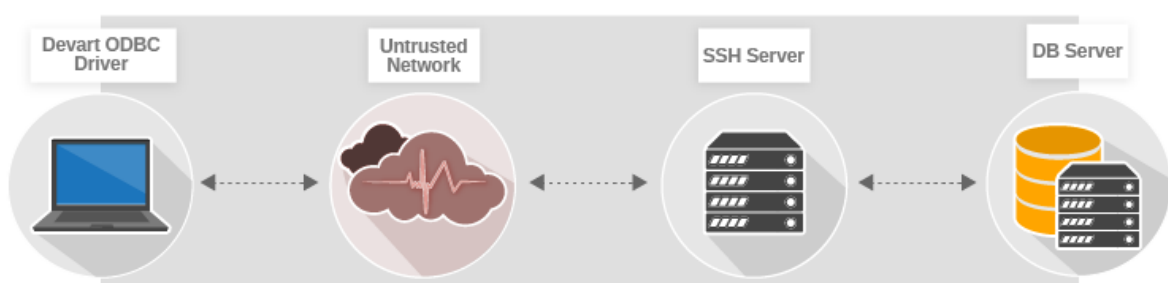 Devart ODBC
Driver
Untrusted
Network
SSH Server
DB Server